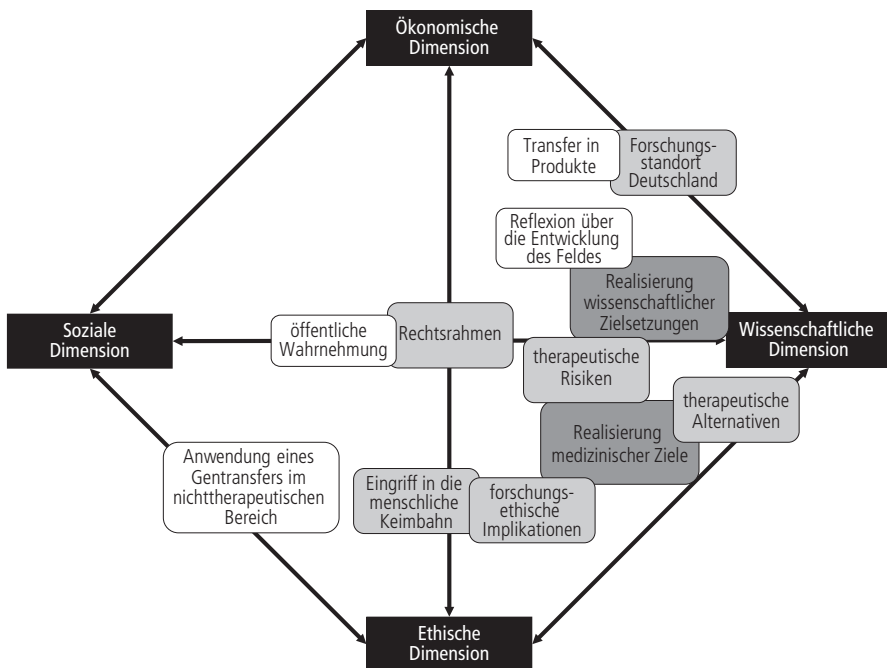 Ökonomische
Dimension
Transfer in
Produkte
Forschungs-
standort
Deutschland
Reflexion über
die Entwicklung
des Feldes
Realisierung
wissenschaftlicher
Zielsetzungen
Soziale
Dimension
öffentliche
Wahrnehmung
Rechtsrahmen
Wissenschaftliche
Dimension
therapeutische
Risiken
therapeutische
Alternativen
Realisierung
medizinischer Ziele
Anwendung eines
Gentransfers im
nichttherapeutischen
Bereich
Eingriff in die
menschliche
Keimbahn
forschungs-
ethische
Implikationen
Ethische
Dimension